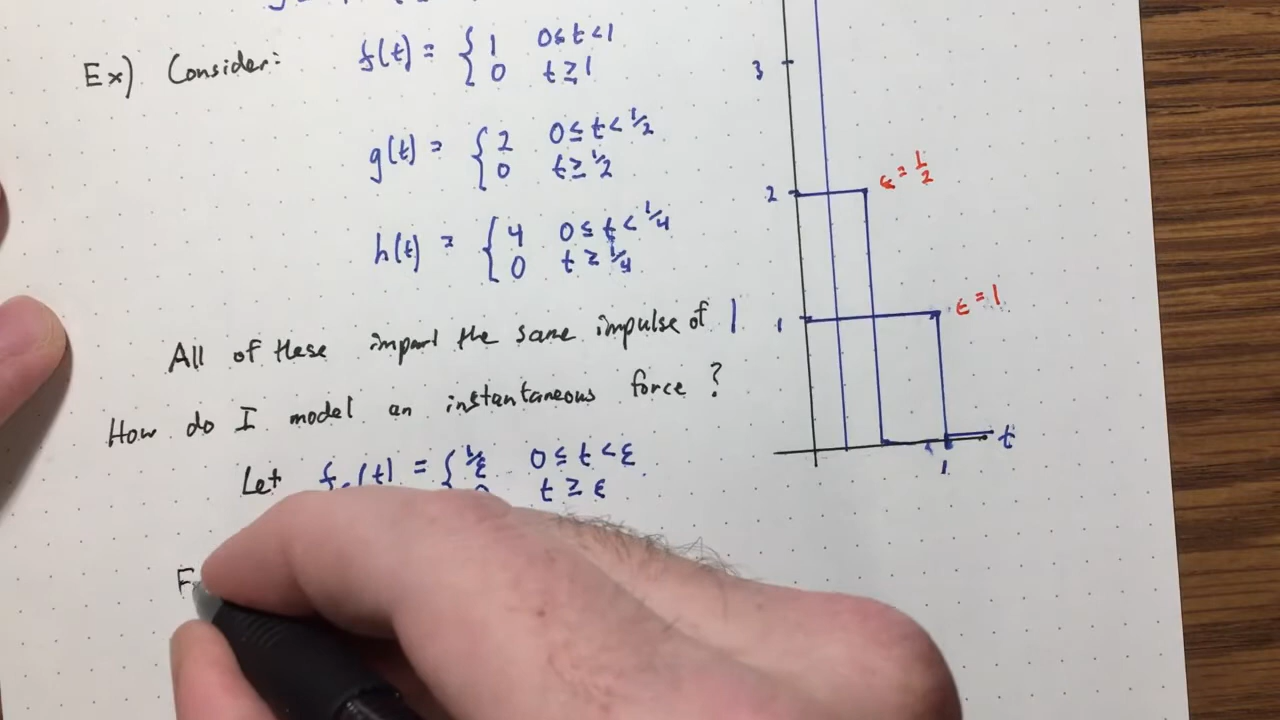 Ex) Consider: f(t) = { 1 0≤t<1
0 t≥1
g(t) = { 2 0≤t<1/2
0 t≥1/2
h(t) = { 4 0≤t<1/4
0 t≥1/4
All of these impart the same impulse of 1
How do I model an instantaneous force?
Let f (t) = { 1/ε 0≤t<ε
t≥ε
F
3
2
ε = 1/2
1
ε = 1
t
1